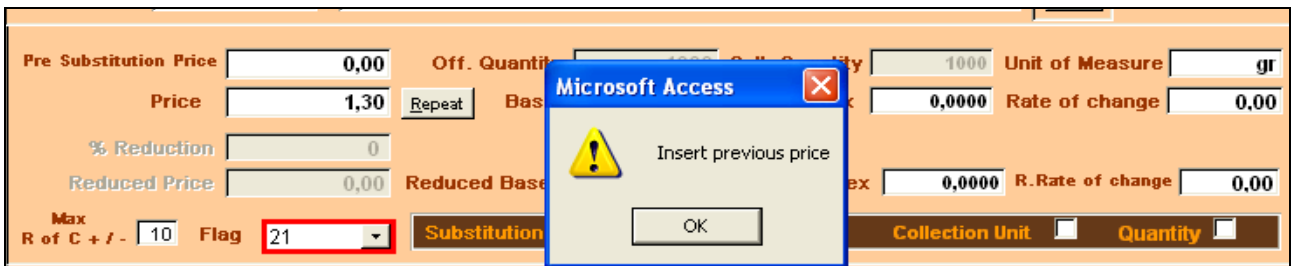 Pre Substitution Price 0,00 Off. Quantit 1000 ity 1000 Unit of Measure gr
Microsoft Access
Price 1,30 Repeat Bas x 0,0000 Rate of change 0,00
Insert previous price
% Reduction 0
Reduced Price 0,00 Reduced Base ex 0,0000 R.Rate of change 0,00
OK
Max
R of C + / - 10 Flag 21 Substitution Collection Unit Quantity